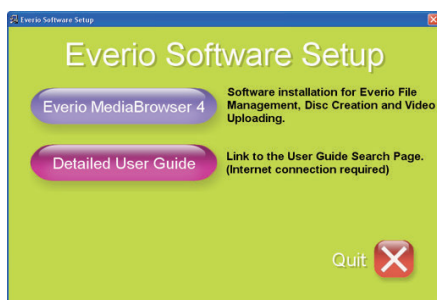 Everio Software Setup
Everio Software Setup
Everio MediaBrowser 4
Software installation for Everio File
Management, Disc Creation and Video
Uploading.
Detailed User Guide
Link to the User Guide Search Page.
(Internet connection required)
Quit